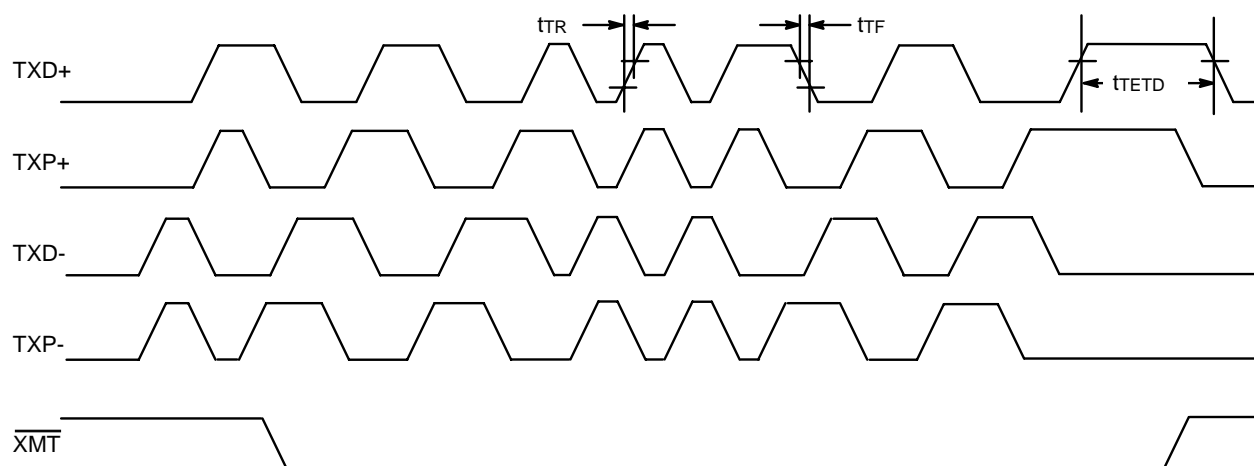 tTR tTF
TXD+
tTETD
TXP+
TXD-
TXP-
XMT